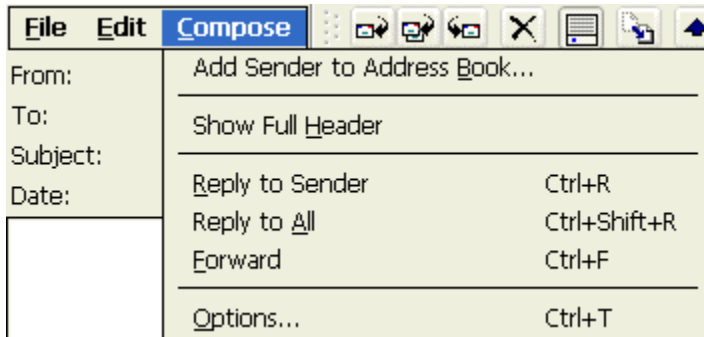 File Edit Compose
From:
To:
Subject:
Date:
Add Sender to Address Book...
Show Full Header
Reply to Sender Ctrl+R
Reply to All Ctrl+Shift+R
Forward Ctrl+F
Options... Ctrl+T